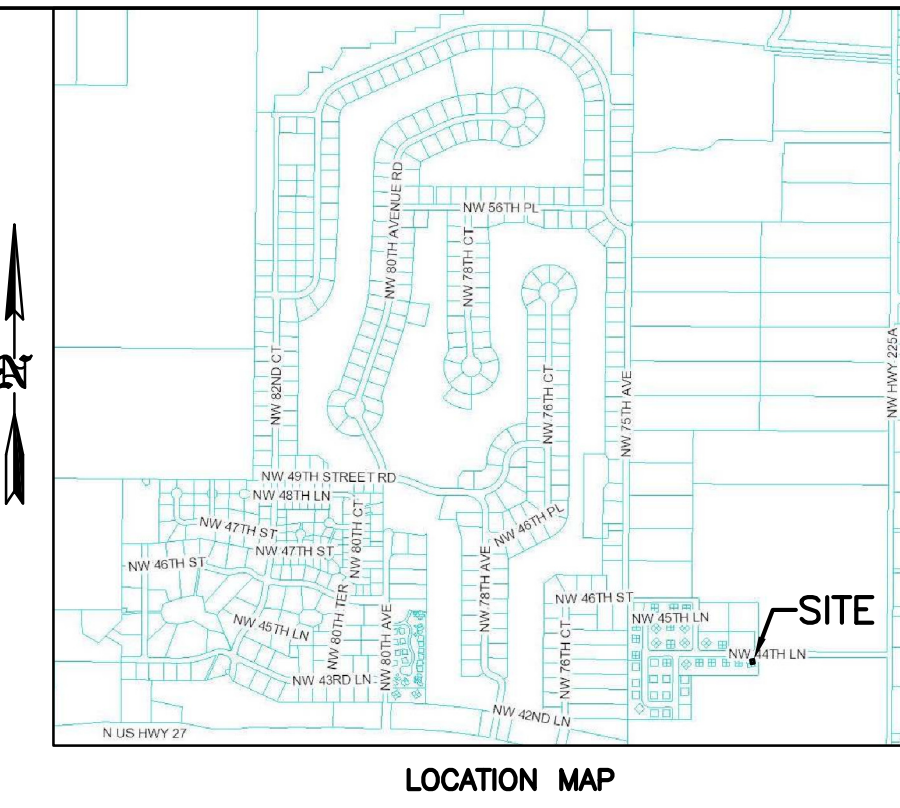 NW 56TH PL
NW 80TH AVENUE RD
NW 78TH CT
NW 82ND CT
NW 76TH CT
NW 75TH AVE
NW HWY 225A
NW 49TH STREET RD
NW 48TH LN
NW 47TH ST
NW 47TH ST
NW 80TH CT
NW 46TH PL
NW 46TH ST
NW 78TH AVE
NW 46TH ST
NW 45TH LN
NW 45TH LN
SITE
NW 80TH TER
NW 80TH AVE
NW 76TH CT
NW 44TH LN
NW 43RD LN
NW 42ND LN
N US HWY 27
N
LOCATION MAP